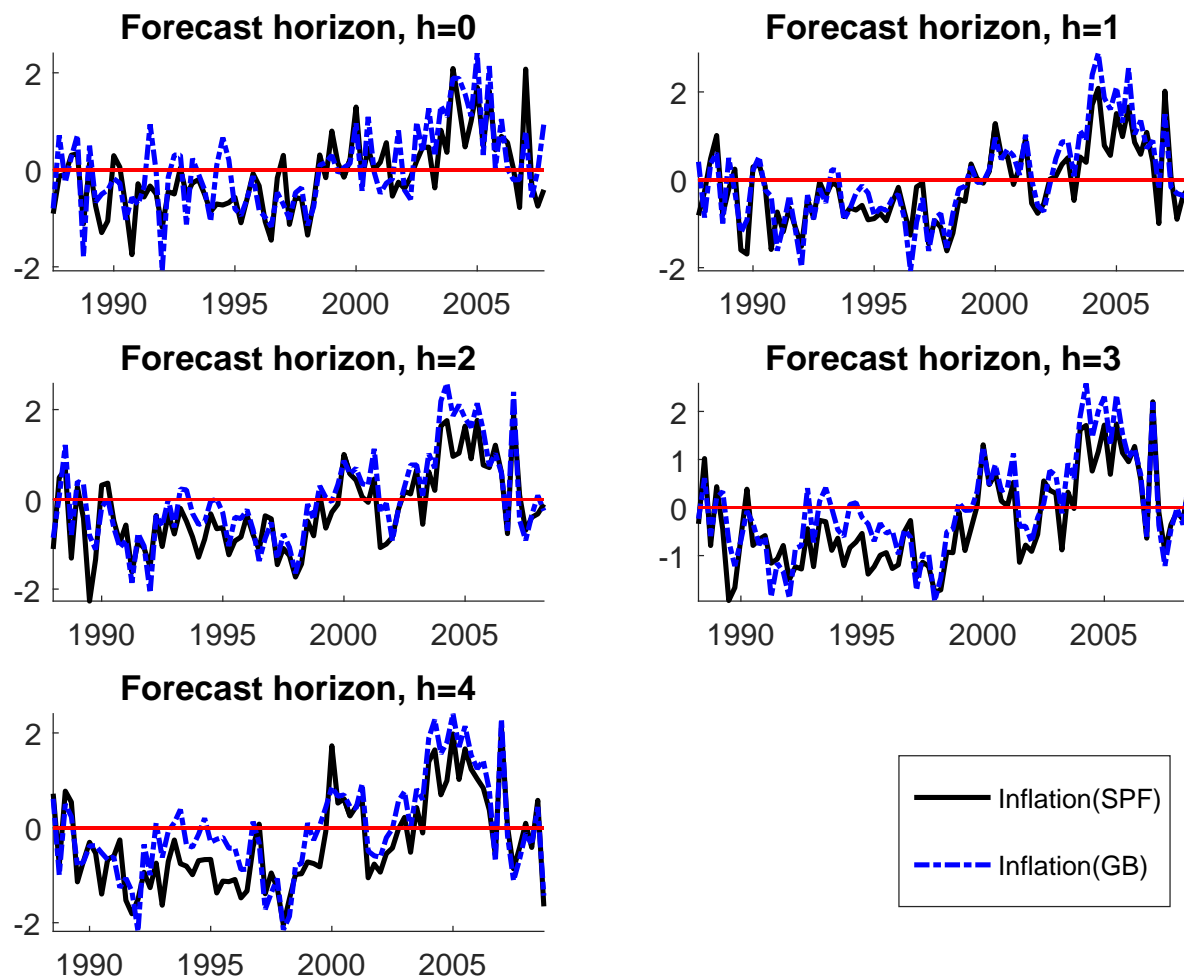 Forecast horizon, h=0
2
0
-2
1990 1995 2000 2005
Forecast horizon, h=1
2
0
-2
1990 1995 2000 2005
Forecast horizon, h=2
2
0
-2
1990 1995 2000 2005
Forecast horizon, h=3
2
1
0
-1
1990 1995 2000 2005
Forecast horizon, h=4
2
0
-2
1990 1995 2000 2005
Inflation(SPF)
Inflation(GB)